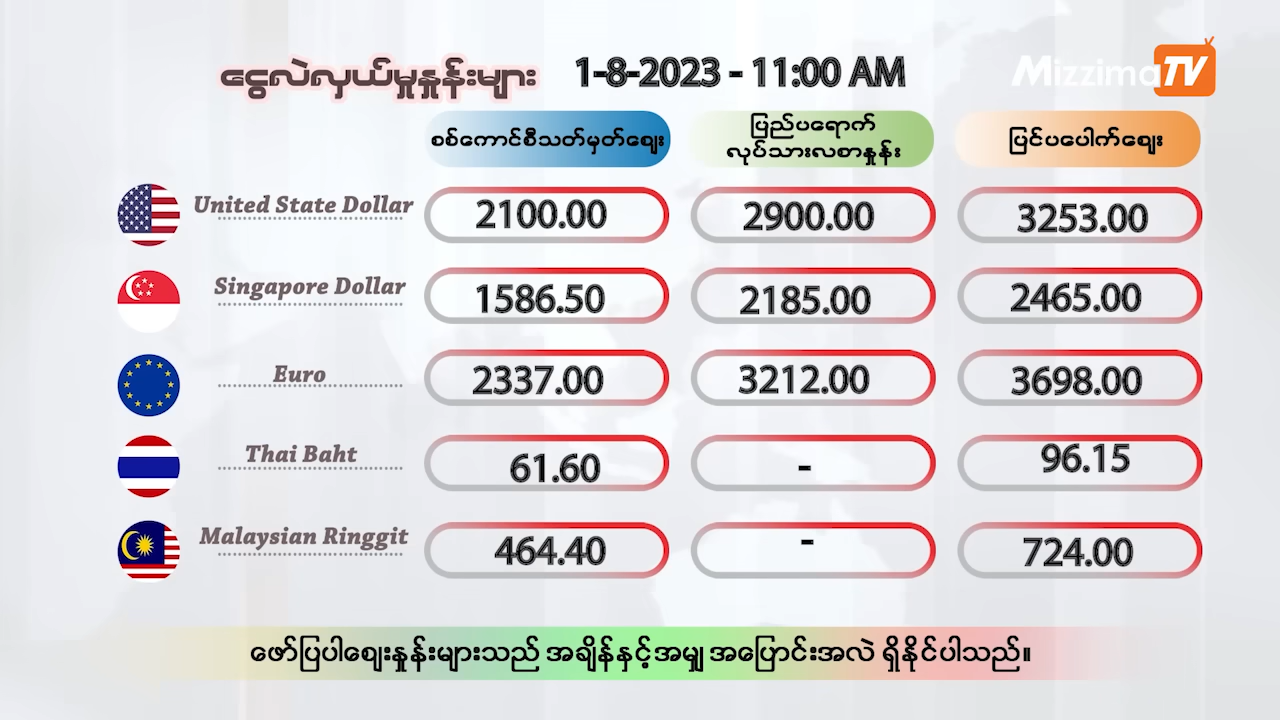 ငွေလဲလှယ်မှုနှုန်းများ 1-8-2023 - 11:00 AM
MizzimaTV
စစ်ကောင်စီသတ်မှတ်ဈေး
ပြည်ပရောက်
လုပ်သားလစာနှုန်း
ပြင်ပပေါက်ဈေး
United State Dollar 2100.00 2900.00 3253.00
Singapore Dollar 1586.50 2185.00 2465.00
Euro 2337.00 3212.00 3698.00
Thai Baht 61.60 - 96.15
Malaysian Ringgit 464.40 - 724.00
ဖော်ပြပါဈေးနှုန်းများသည် အချိန်နှင့်အမျှ အပြောင်းအလဲ ရှိနိုင်ပါသည်။